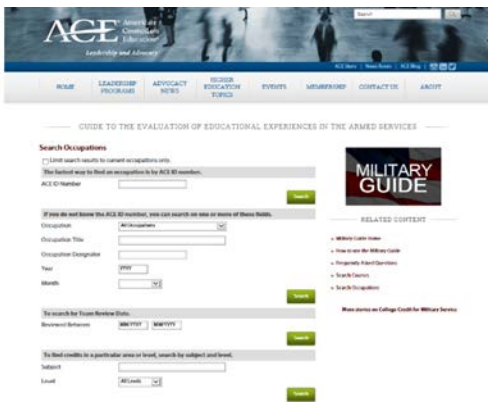 Search
ACE American
Council on
Education
Leadership and Advocacy
ACE Store | News Room | ACE Blog
HOME
LEADERSHIP PROGRAMS
ADVOCACY NEWS
HIGHER EDUCATION TOPICS
EVENTS
MEMBERSHIP
CONTACT US
ABOUT
GUIDE TO THE EVALUATION OF EDUCATIONAL EXPERIENCES IN THE ARMED SERVICES
Search Occupations
Limit search results to current occupations only.
The fastest way to find an occupation is by ACE ID number.
ACE ID Number
Search
If you do not know the ACE ID number, you can search on one or more of these fields.
Occupation All Occupations
Occupation Title
Occupation Designator
Year YYYY
Month
Search
To search for Team Review Date.
Reviewed Between MM/YYYY MM/YYYY
Search
To find credits in a particular area or level, search by subject and level.
Subject
Level All Levels
Search
MILITARY
GUIDE
RELATED CONTENT
Military Guide Home
How to use the Military Guide
Frequently Asked Questions
Search Courses
Search Occupations
More stories on College Credit for Military Service